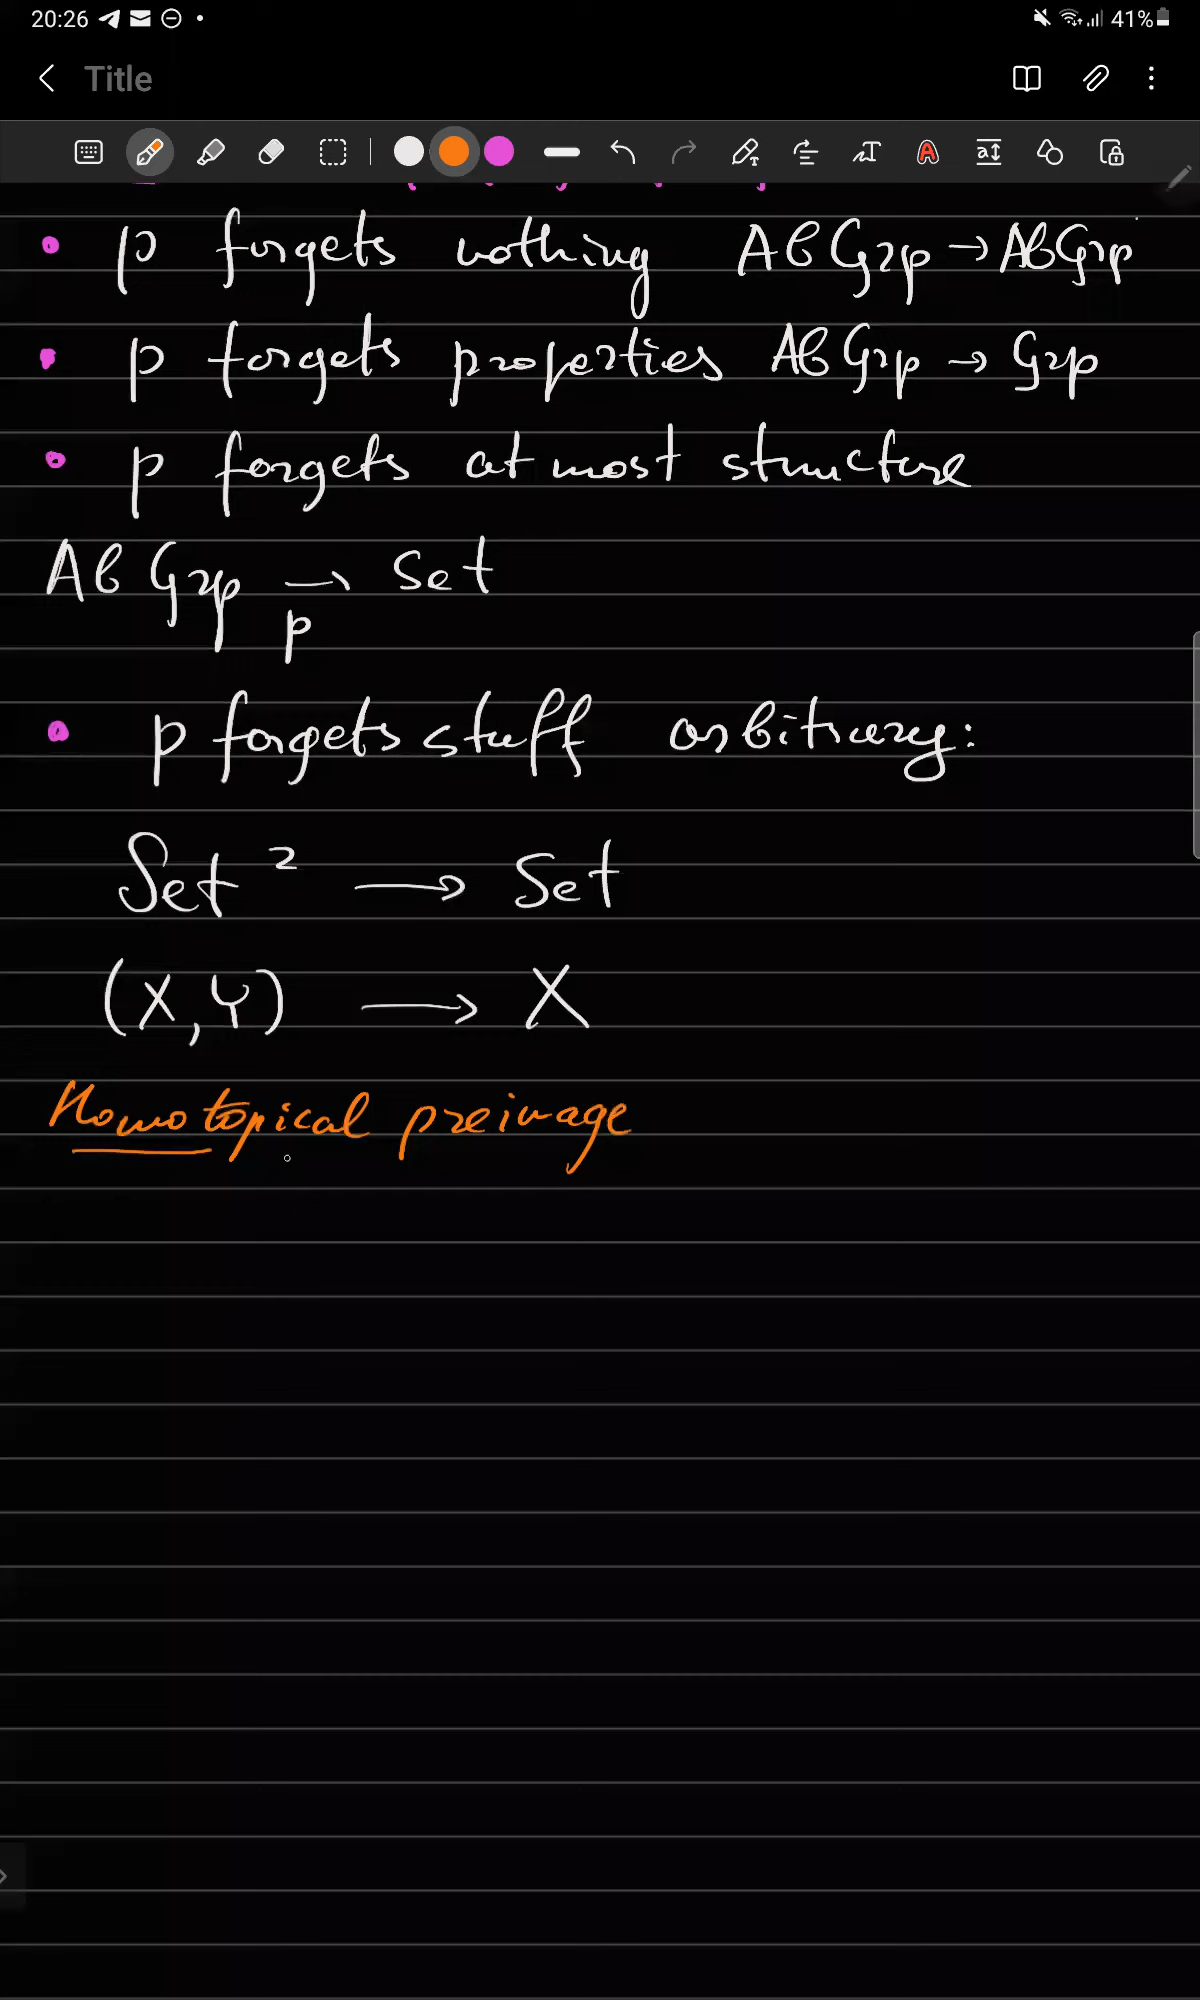 20:26
41%
Title
• p forgets nothing AbGrp → AbGrp
• p forgets properties AbGrp → Grp
• p forgets at most structure
AbGrp → Set
p
• p forgets stuff arbitrary:
Set² → Set
(X,Y) → X
Homotopical preimage